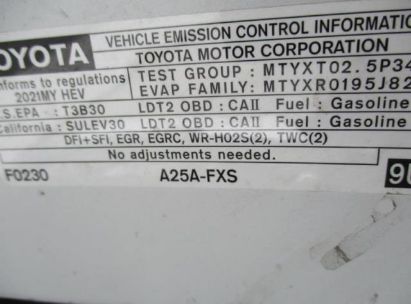 TOYOTA VEHICLE EMISSION CONTROL INFORMATION
TOYOTA MOTOR CORPORATION
nforms to regulations TEST GROUP : MTYXT02.5P34
2021MY HEV EVAP FAMILY: MTYXR0195J82
.S.EPA : T3B30 LDT2 OBD : CAII Fuel : Gasoline
California : SULEV30 LDT2 OBD : CAII Fuel : Gasoline
DFI+SFI, EGR, EGRC, WR-HO2S(2), TWC(2)
No adjustments needed.
F0230 A25A-FXS